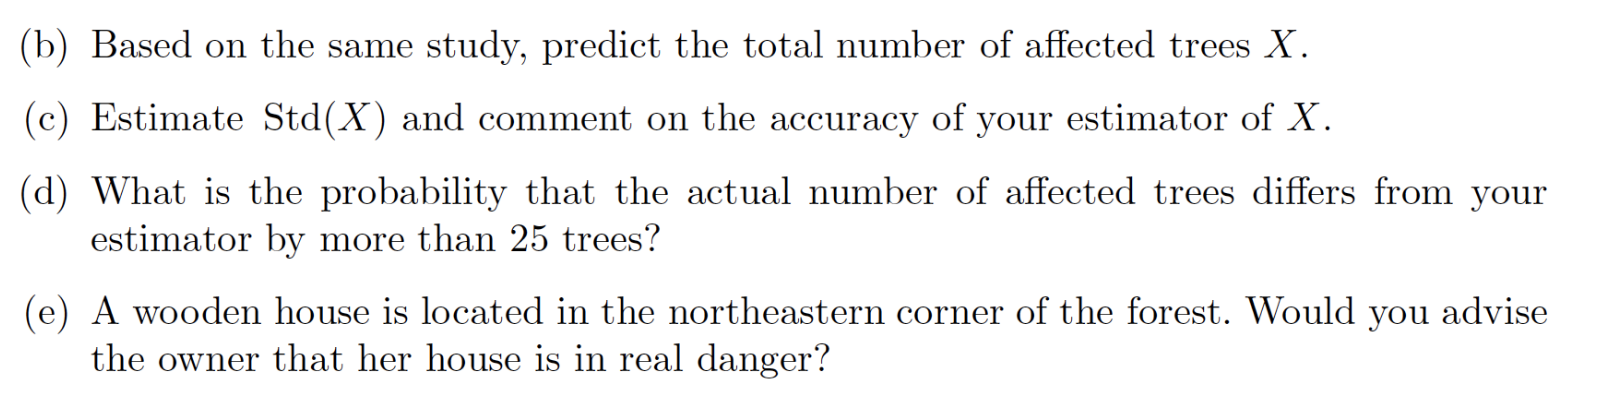 (b) Based on the same study, predict the total number of affected trees X.
(c) Estimate Std(X) and comment on the accuracy of your estimator of X.
(d) What is the probability that the actual number of affected trees differs from your
estimator by more than 25 trees?
(e) A wooden house is located in the northeastern corner of the forest. Would you advise
the owner that her house is in real danger?